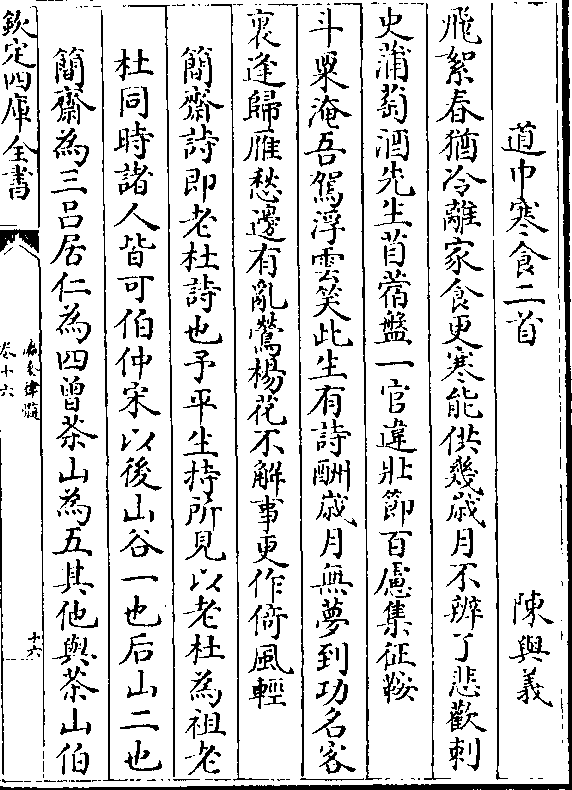 道中寒食二首 陳與義
飛絮春猶冷離家食更寒能供幾歲月不辨了悲歡刺
史蒲萄酒先生苜蓿盤一官違壯節百慮集征鞍
斗粟淹吾駕浮雲笑此生有詩酬歲月無夢到功名客
裏逢歸雁愁邊有亂鶯楊花不解事更作倚風輕
簡齋詩即老杜詩也予平生持所見以老杜為祖老
杜同時諸人皆可伯仲宋以後山谷一也后山二也
簡齋為三呂居仁為四曾茶山為五其他與茶山伯
欽定四庫全書
瀛奎律髓
卷十六
十六